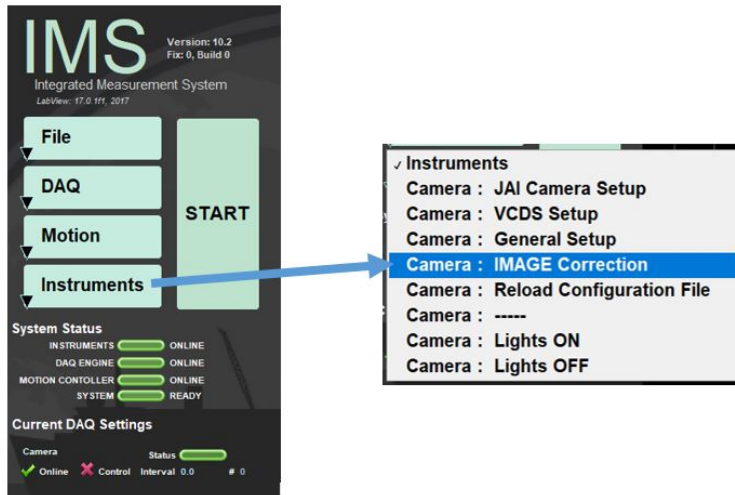 IMS
Version: 10.2
Fix: 0, Build 0
Integrated Measurement System
LabView: 17.0.1f1, 2017
File
DAQ
Motion
Instruments
START
System Status
INSTRUMENTS ONLINE
DAQ ENGINE ONLINE
MOTION CONTOLLER ONLINE
SYSTEM READY
Current DAQ Settings
Camera Status
Online Control Interval 0.0 # 0
Instruments
Camera : JAI Camera Setup
Camera : VCDS Setup
Camera : General Setup
Camera : IMAGE Correction
Camera : Reload Configuration File
Camera : -----
Camera : Lights ON
Camera : Lights OFF